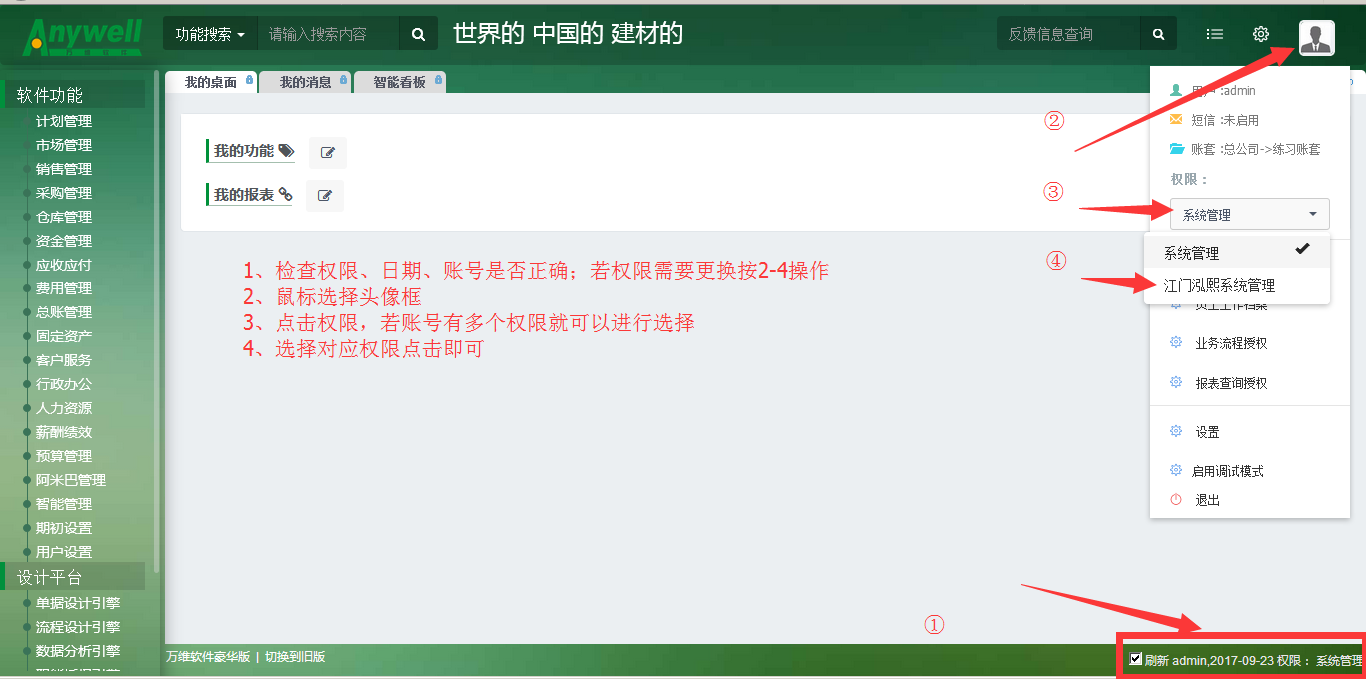 Anywell
功能搜索
请输入搜索内容
世界的 中国的 建材的
反馈信息查询
我的桌面
我的消息
智能看板
软件功能
计划管理
市场管理
销售管理
采购管理
仓库管理
资金管理
应收应付
费用管理
总账管理
固定资产
客户服务
行政办公
人力资源
薪酬绩效
预算管理
阿米巴管理
智能管理
期初设置
用户设置
设计平台
单据设计引擎
流程设计引擎
数据分析引擎
我的功能
我的报表
1、检查权限、日期、账号是否正确；若权限需要更换按2-4操作
2、鼠标选择头像框
3、点击权限，若账号有多个权限就可以进行选择
4、选择对应权限点击即可
②
③
④
①
用户 :admin
短信 :未启用
账套 :总公司->练习账套
权限：
系统管理
系统管理
江门泓熙系统管理
员工工作档案
业务流程授权
报表查询授权
设置
启用调试模式
退出
万维软件豪华版 | 切换到旧版
刷新 admin,2017-09-23 权限： 系统管理